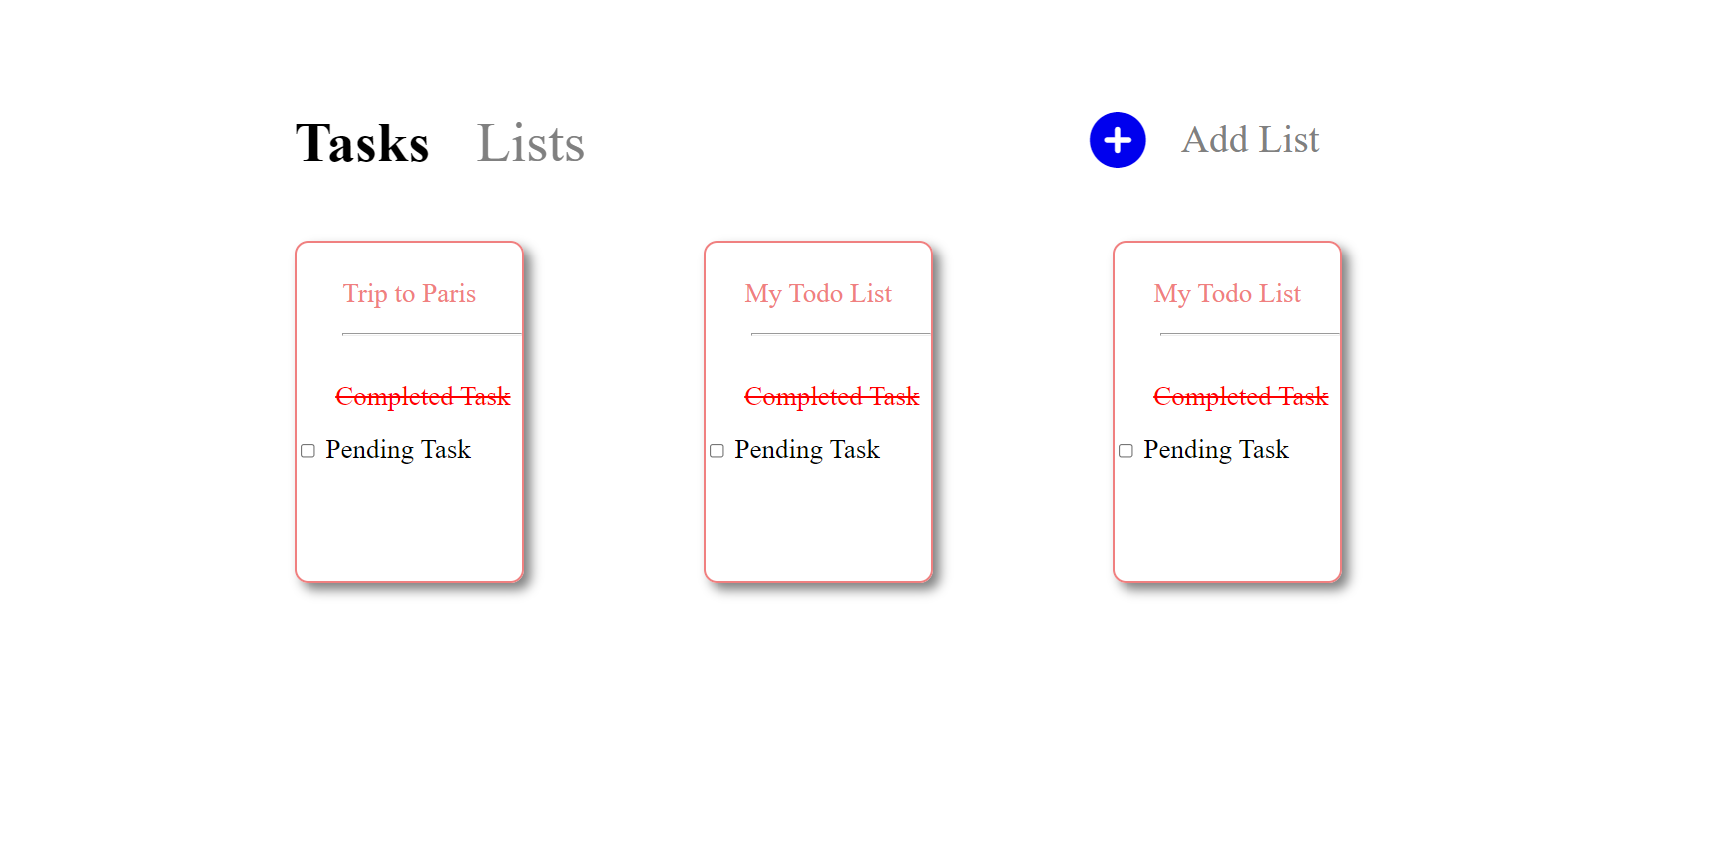 Tasks Lists
Add List
Trip to Paris
Completed Task
Pending Task
My Todo List
Completed Task
Pending Task
My Todo List
Completed Task
Pending Task